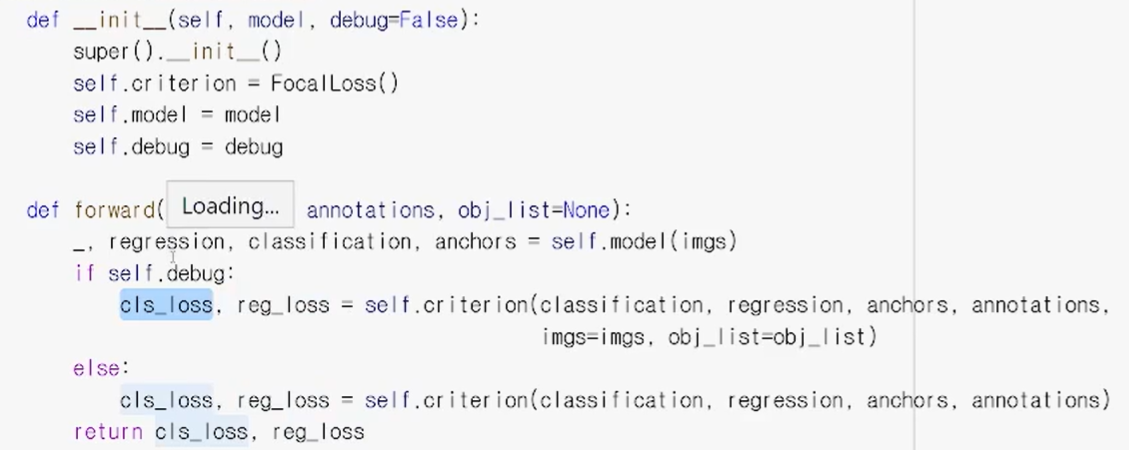 def __init__(self, model, debug=False):
    super().__init__()
    self.criterion = FocalLoss()
    self.model = model
    self.debug = debug
def forward( Loading... annotations, obj_list=None):
    _, regression, classification, anchors = self.model(imgs)
    if self.debug:
        cls_loss, reg_loss = self.criterion(classification, regression, anchors, annotations,
                                            imgs=imgs, obj_list=obj_list)
    else:
        cls_loss, reg_loss = self.criterion(classification, regression, anchors, annotations)
    return cls_loss, reg_loss